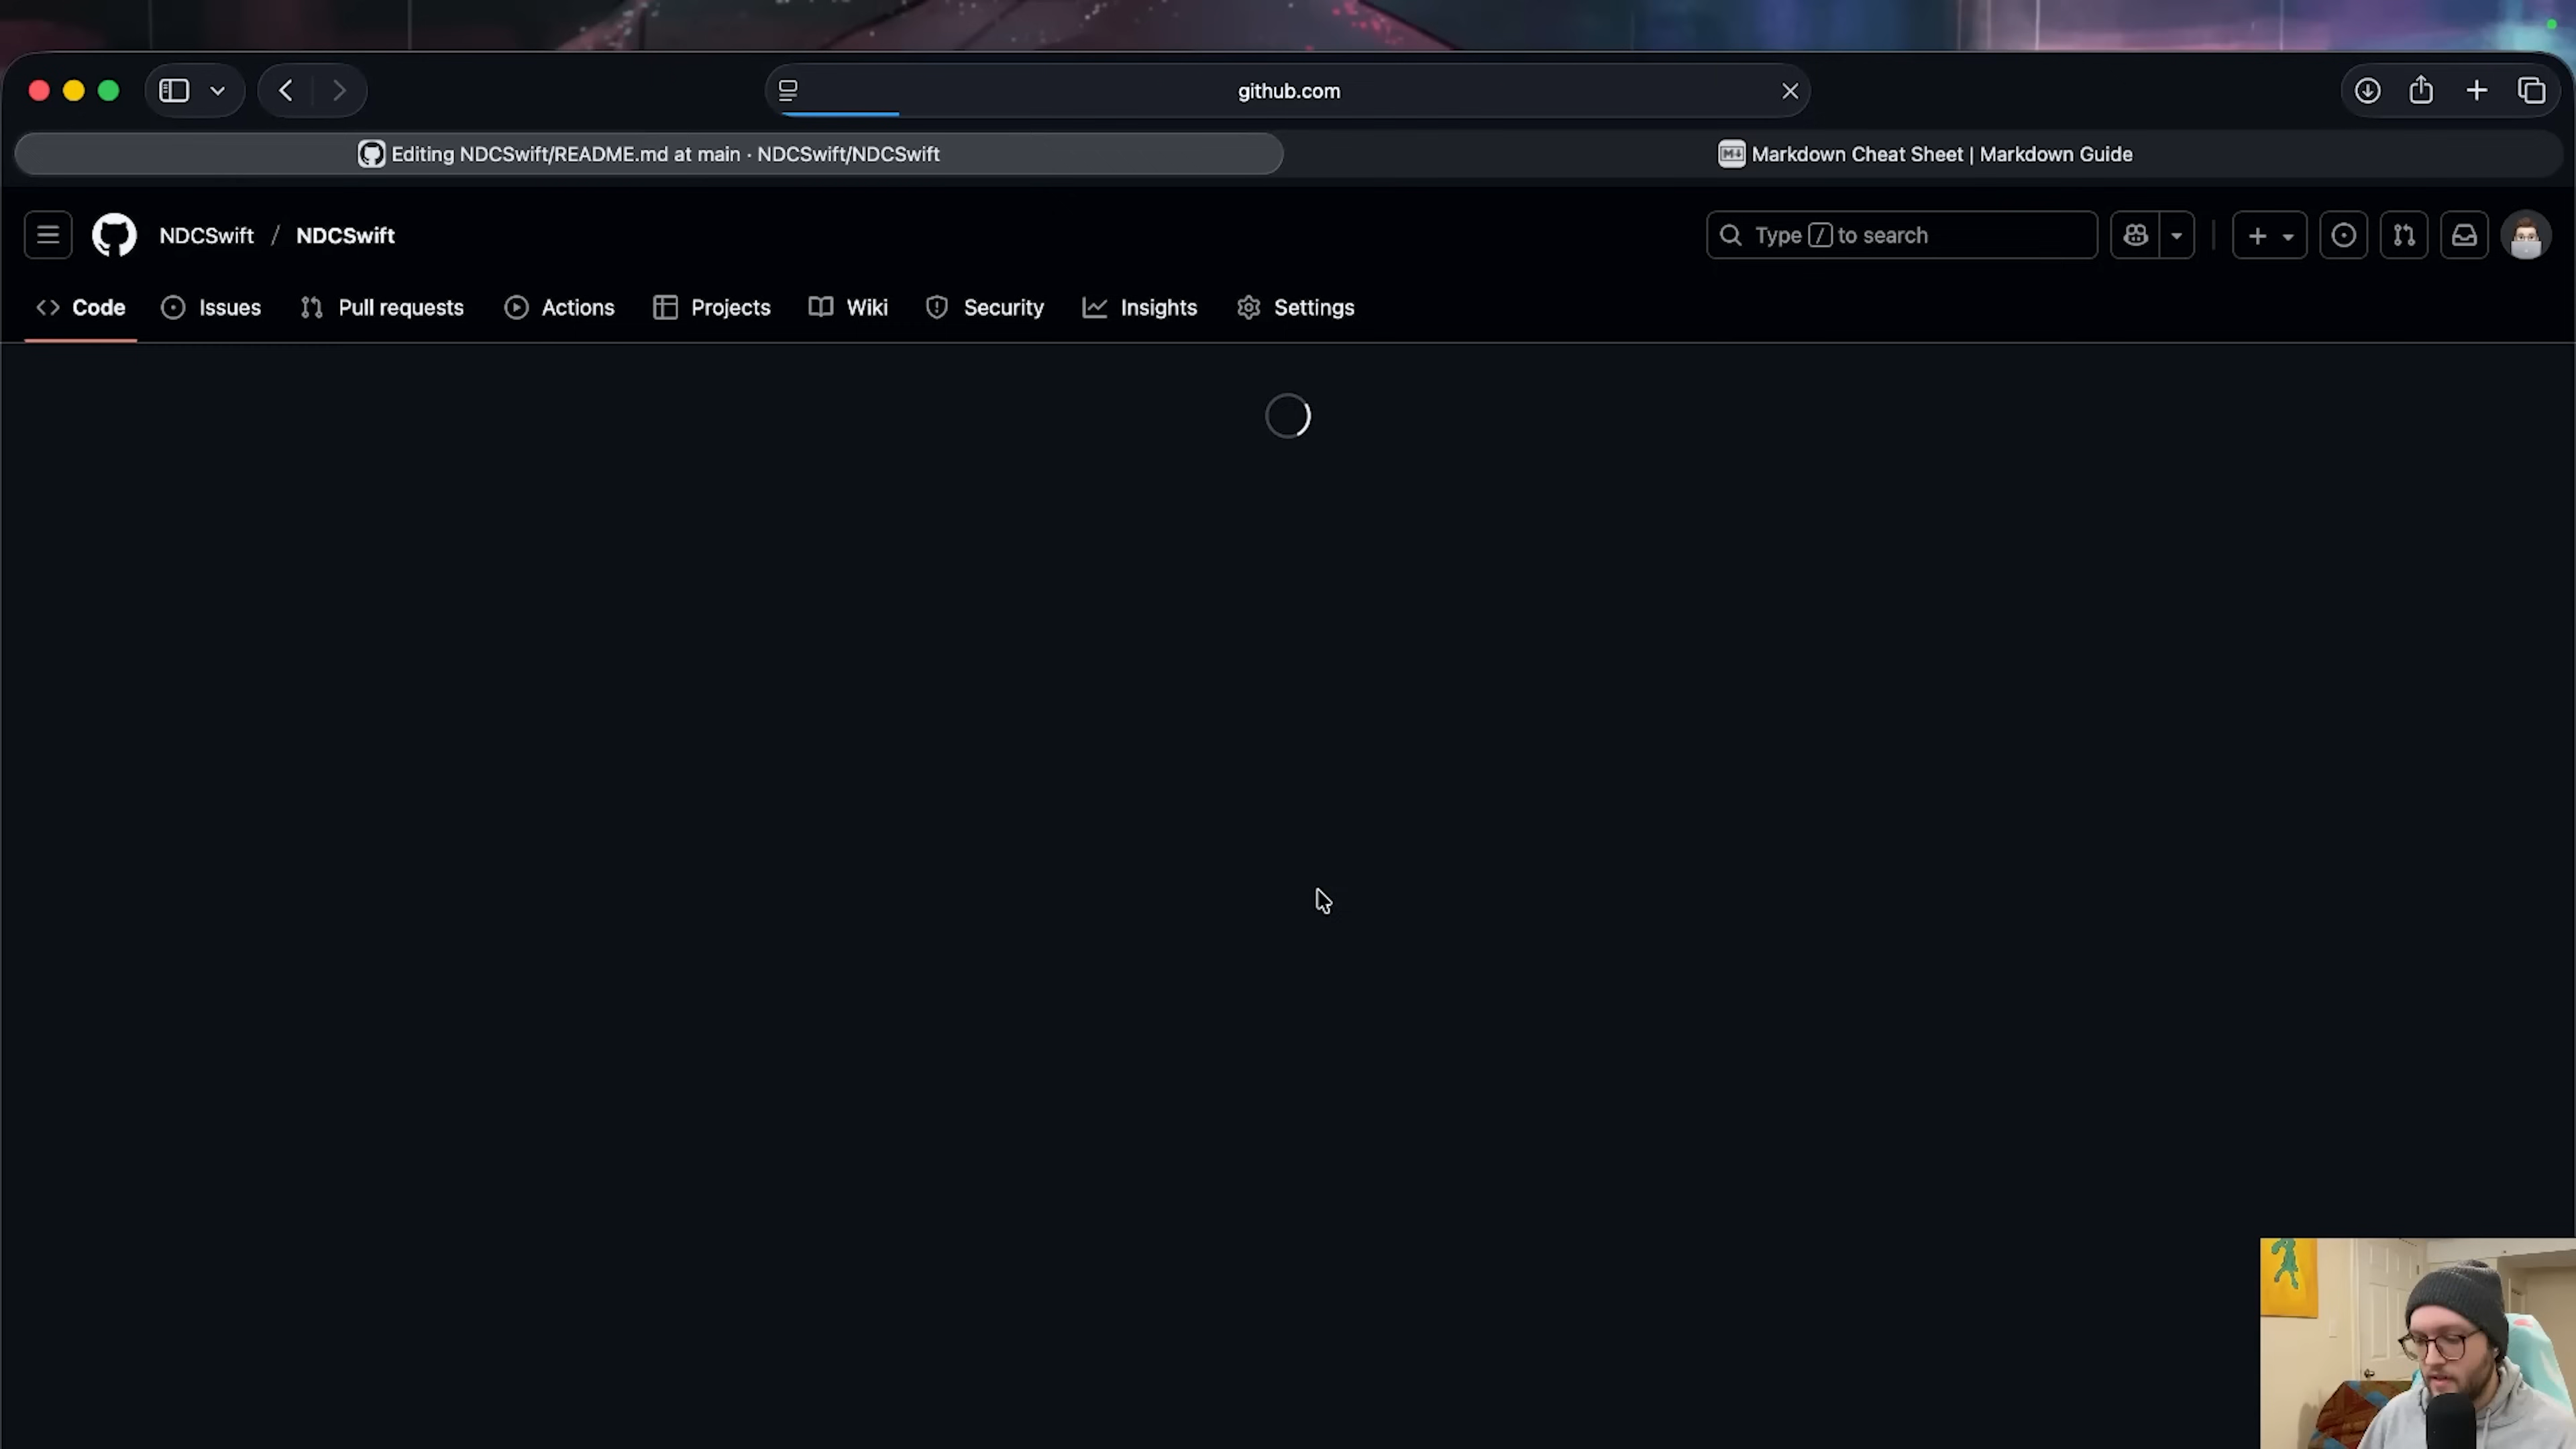 github.com
Editing NDCSwift/README.md at main · NDCSwift/NDCSwift
Markdown Cheat Sheet | Markdown Guide
NDCSwift / NDCSwift
Type / to search
Code
Issues
Pull requests
Actions
Projects
Wiki
Security
Insights
Settings